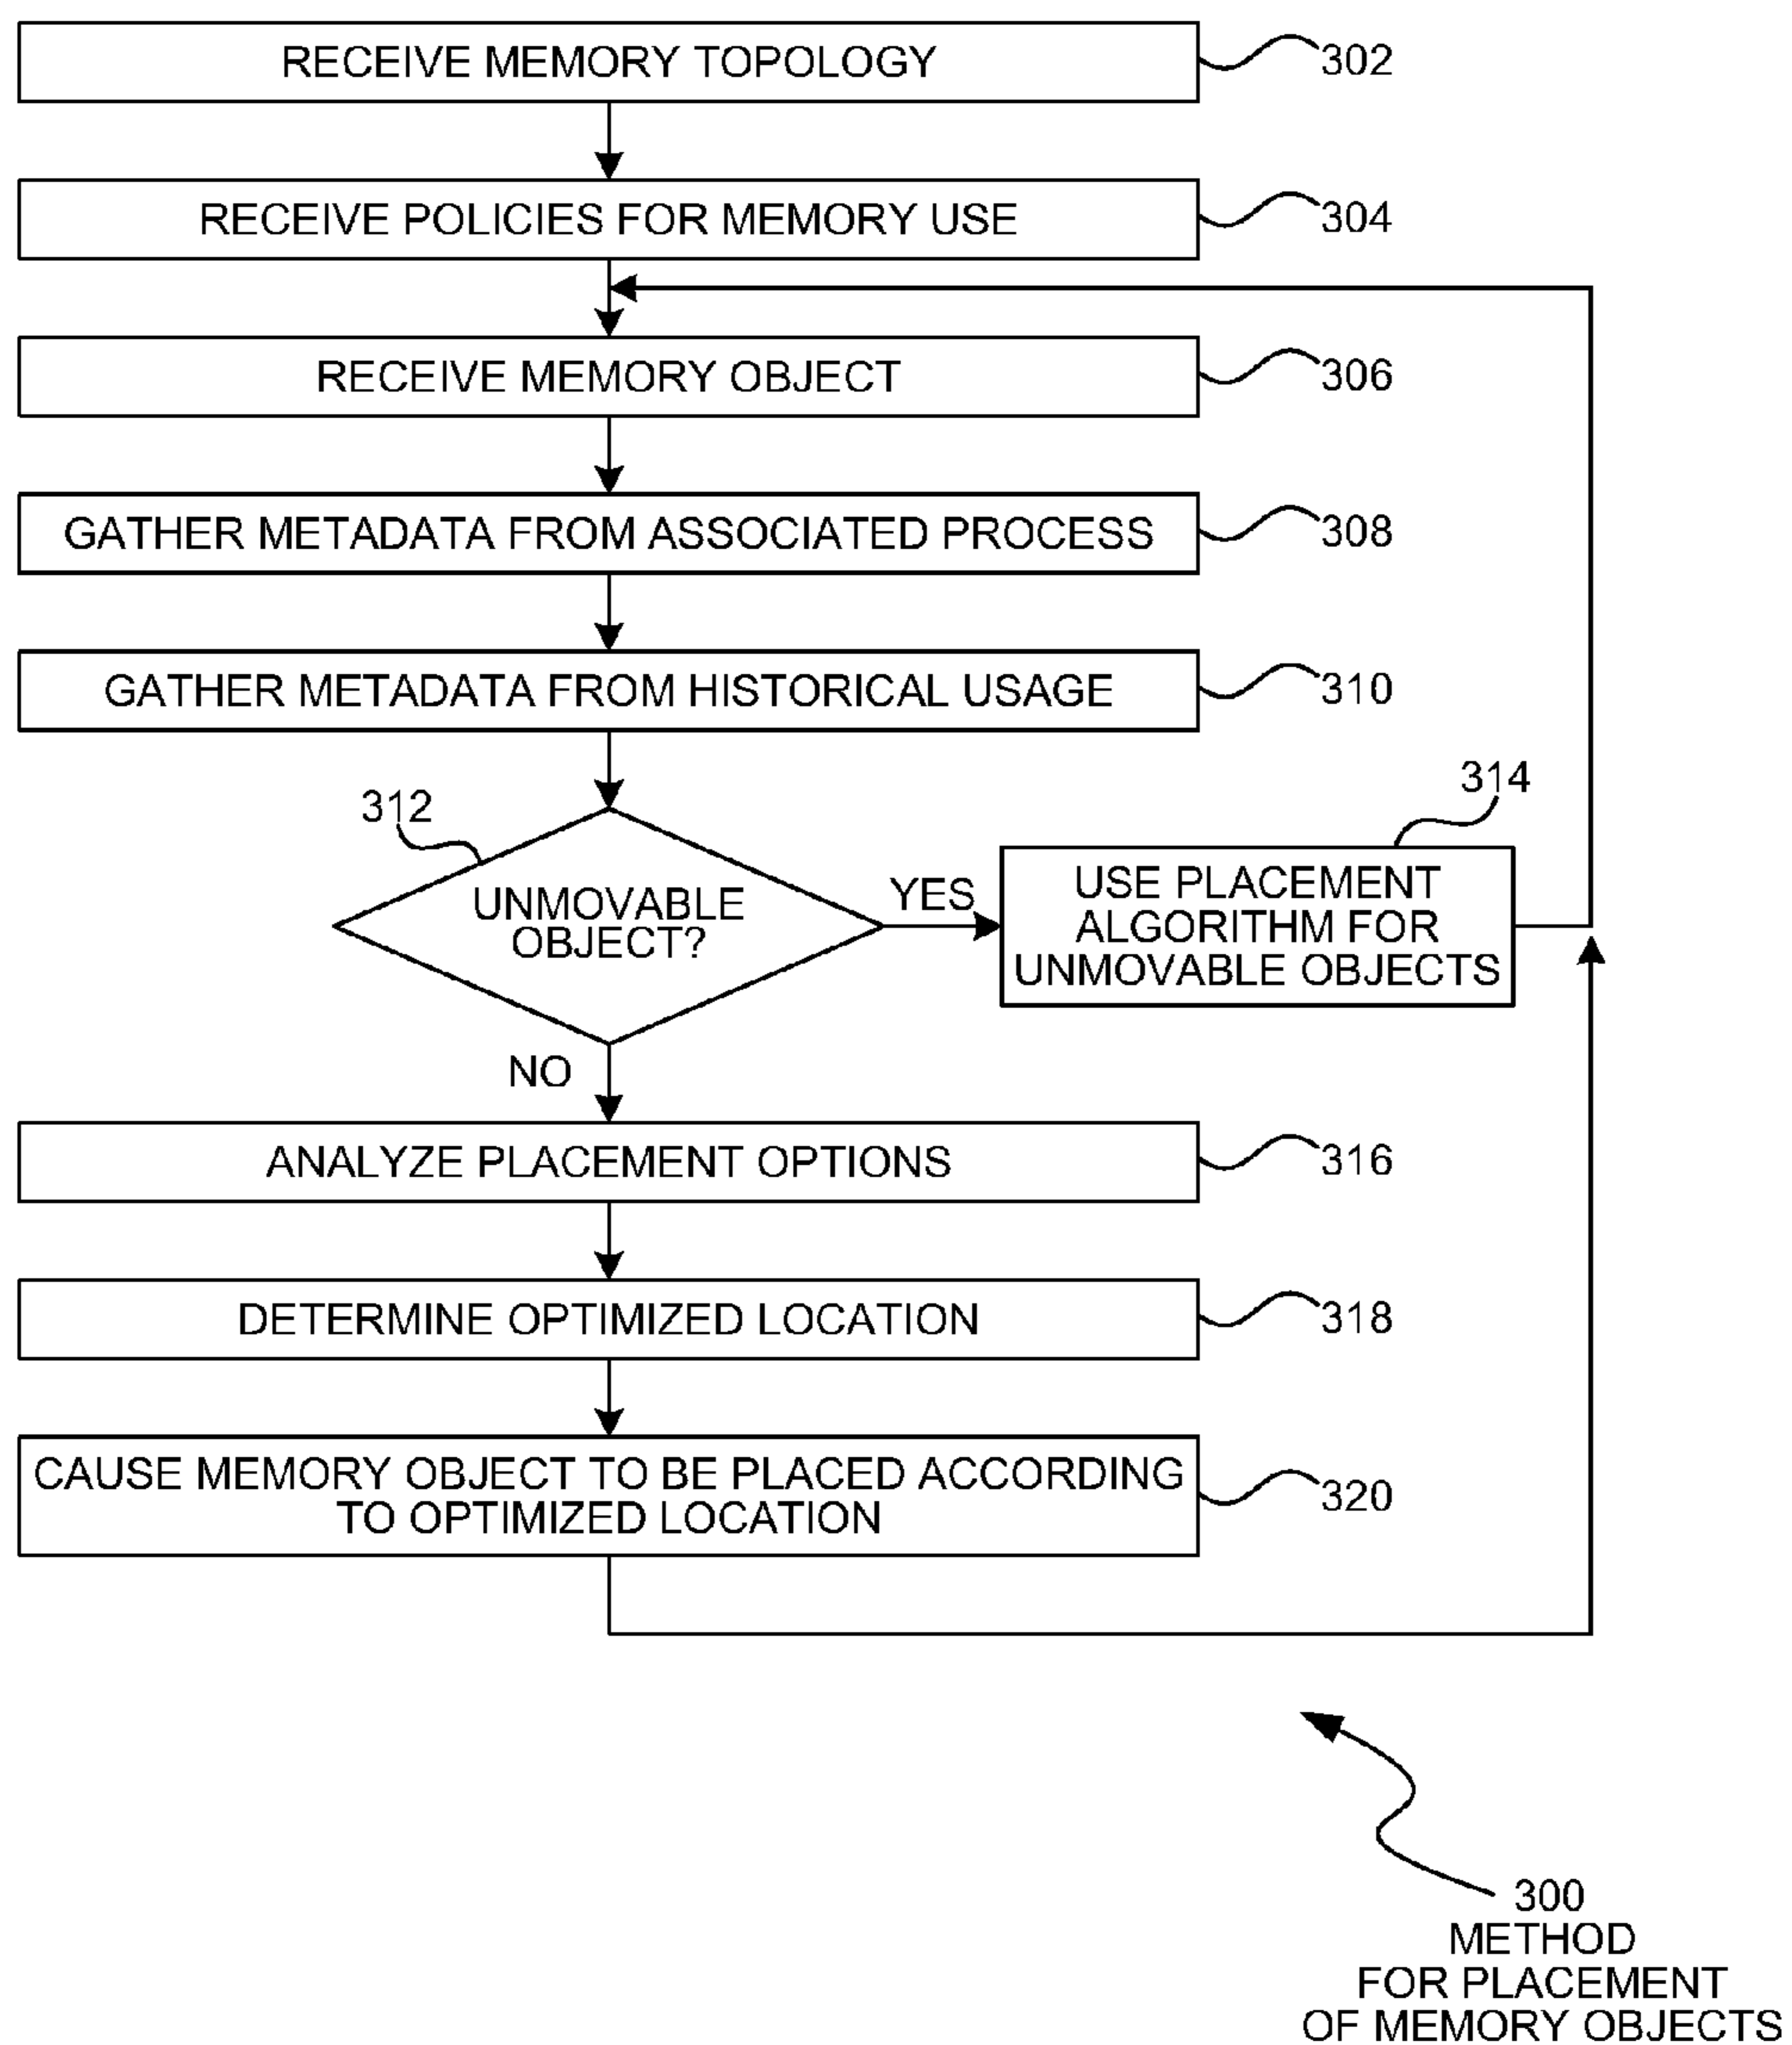 RECEIVE MEMORY TOPOLOGY
302
RECEIVE POLICIES FOR MEMORY USE
304
RECEIVE MEMORY OBJECT
306
GATHER METADATA FROM ASSOCIATED PROCESS
308
GATHER METADATA FROM HISTORICAL USAGE
310
312
UNMOVABLE
OBJECT?
YES
314
USE PLACEMENT
ALGORITHM FOR
UNMOVABLE OBJECTS
NO
ANALYZE PLACEMENT OPTIONS
316
DETERMINE OPTIMIZED LOCATION
318
CAUSE MEMORY OBJECT TO BE PLACED ACCORDING
TO OPTIMIZED LOCATION
320
300
METHOD
FOR PLACEMENT
OF MEMORY OBJECTS